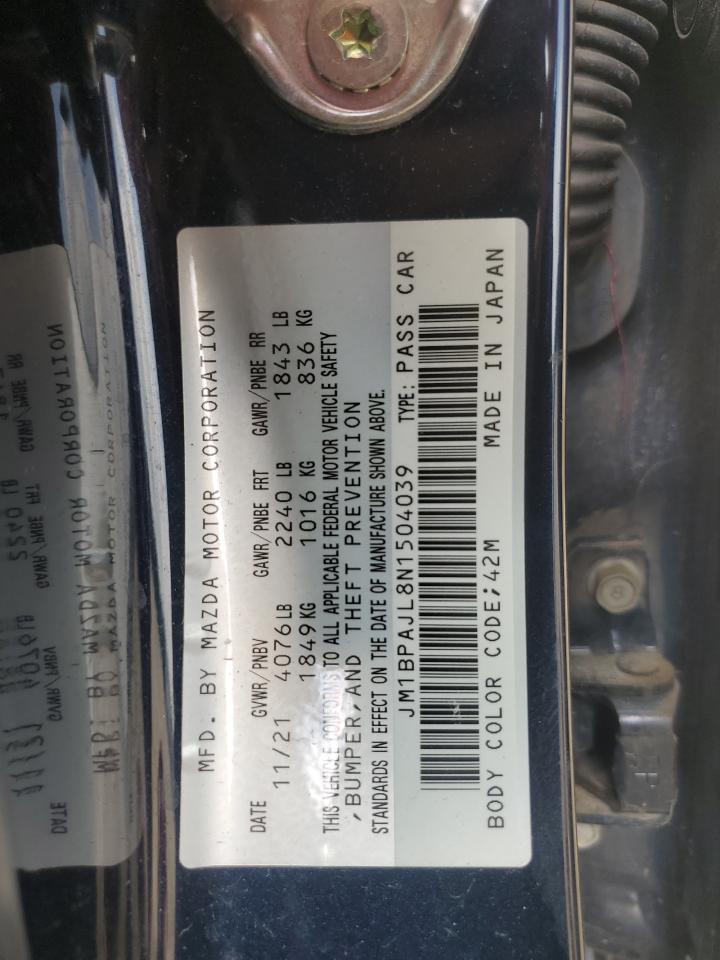 MFD. BY MAZDA MOTOR CORPORATION
DATE GVWR/PNBV GAWR/PNBE FRT GAWR/PNBE RR
11/21 4076LB 2240 LB 1843 LB
1849KG 1016 KG 836 KG
THIS VEHICLE CONFORMS TO ALL APPLICABLE FEDERAL MOTOR VEHICLE SAFETY
,BUMPER,AND THEFT PREVENTION
STANDARDS IN EFFECT ON THE DATE OF MANUFACTURE SHOWN ABOVE.
JM1BPAJL8N1504039 TYPE: PASS CAR
BODY COLOR CODE;42M MADE IN JAPAN